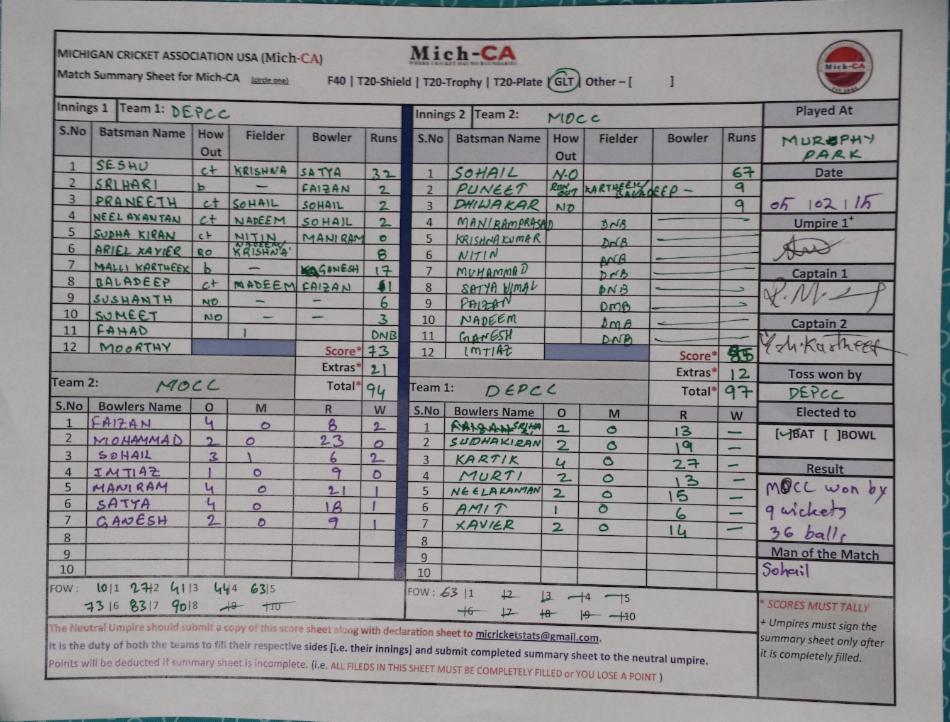 MICHIGAN CRICKET ASSOCIATION USA (Mich-CA)
Mich-CA
Match Summary Sheet for Mich-CA (circle one) F40 | T20-Shield | T20-Trophy | T20-Plate | GLT | Other – [ ]
Mich-CA
Innings 1 Team 1: DEPCC
S.No Batsman Name How Out Fielder Bowler Runs
1 SESHU ct KRISHNA SATYA 32
2 SRIHARI b – FAIZAN 2
3 PRANEETH ct SOHAIL SOHAIL 2
4 NEELAKANTAN ct NADEEM SOHAIL 2
5 SUDHA KIRAN ct NITIN MANIRAM 0
6 ARIEL XAVIER RO NADEEM/ KRISHNA 8
7 MALLI KARTHEEK b – GANESH 17
8 BALADEEP ct MADEEM FAIZAN 1
9 SUSHANTH NO – – 6
10 SUMEET NO – – 3
11 FAHAD DNB
12 MOORTHY
Score* 73
Extras* 21
Total* 94
Team 2: MOCC
S.No Bowlers Name O M R W
1 FAIZAN 4 0 8 2
2 MOHAMMAD 2 0 23 0
3 SOHAIL 3 1 6 2
4 IMTIAZ 1 0 9 0
5 MANIRAM 4 0 21 1
6 SATYA 4 0 18 1
7 GANESH 2 0 9 1
8
9
10
FOW : 10|1 27|2 41|3 44|4 63|5
73|6 83|7 90|8 |9 |10
Innings 2 Team 2: MOCC
S.No Batsman Name How Out Fielder Bowler Runs
1 SOHAIL N.O 67
2 PUNEET RUN OUT KARTHEEK/ BALADEEP – 9
3 DHIWAKAR NO 9
4 MANIRAMPRASAD DNB
5 KRISHNAKUMAR DNB
6 NITIN DNB
7 MUHAMMAD DNB
8 SATYA VIMAL DNB
9 FAIZAN DMB
10 NADEEM DMB
11 GANESH DNB
12 IMTIAZ
Score* 85
Extras* 12
Total* 97
Team 1: DEPCC
S.No Bowlers Name O M R W
1 2 0 13 –
2 SUDHAKIRAN 2 0 19 –
3 KARTIK 4 0 27 –
4 MURTI 2 0 13 –
5 NEELAKANTAN 2 0 15 –
6 AMIT 1 0 6 –
7 XAVIER 2 0 14 –
8
9
10
FOW : 63 |1 |2 |3 |4 |5
|6 |7 |8 |9 |10
Played At
MURPHY
PARK
Date
05 / 02 / 15
Umpire 1+
Captain 1
Captain 2
Toss won by
DEPCC
Elected to
[✓]BAT [ ]BOWL
Result
MOCC won by
9 wickets
36 balls
Man of the Match
Sohail
* SCORES MUST TALLY
+ Umpires must sign the
summary sheet only after
it is completely filled.
The Neutral Umpire should submit a copy of this score sheet along with declaration sheet to micricketstats@gmail.com.
It is the duty of both the teams to fill their respective sides [i.e. their innings] and submit completed summary sheet to the neutral umpire.
Points will be deducted if summary sheet is incomplete. (i.e. ALL FILEDS IN THIS SHEET MUST BE COMPLETELY FILLED or YOU LOSE A POINT )